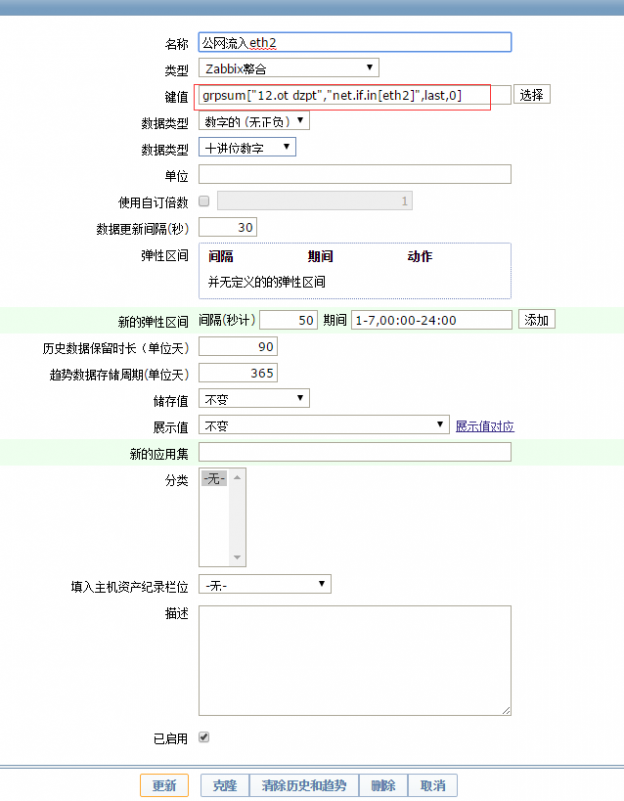 名称 公网流入eth2
类型 Zabbix整合
键值 grpsum["12.ot dzpt","net.if.in[eth2]",last,0] 选择
数据类型 数字的(无正负)
数据类型 十进位数字
单位
使用自订倍数 1
数据更新间隔(秒) 30
弹性区间 间隔 期间 动作
并无定义的的弹性区间
新的弹性区间 间隔(秒计) 50 期间 1-7,00:00-24:00 添加
历史数据保留时长（单位天） 90
趋势数据存储周期(单位天) 365
储存值 不变
展示值 不变 展示值对应
新的应用集
分类 -无-
填入主机资产纪录栏位 -无-
描述
已启用
更新 克隆 清除历史和趋势 删除 取消